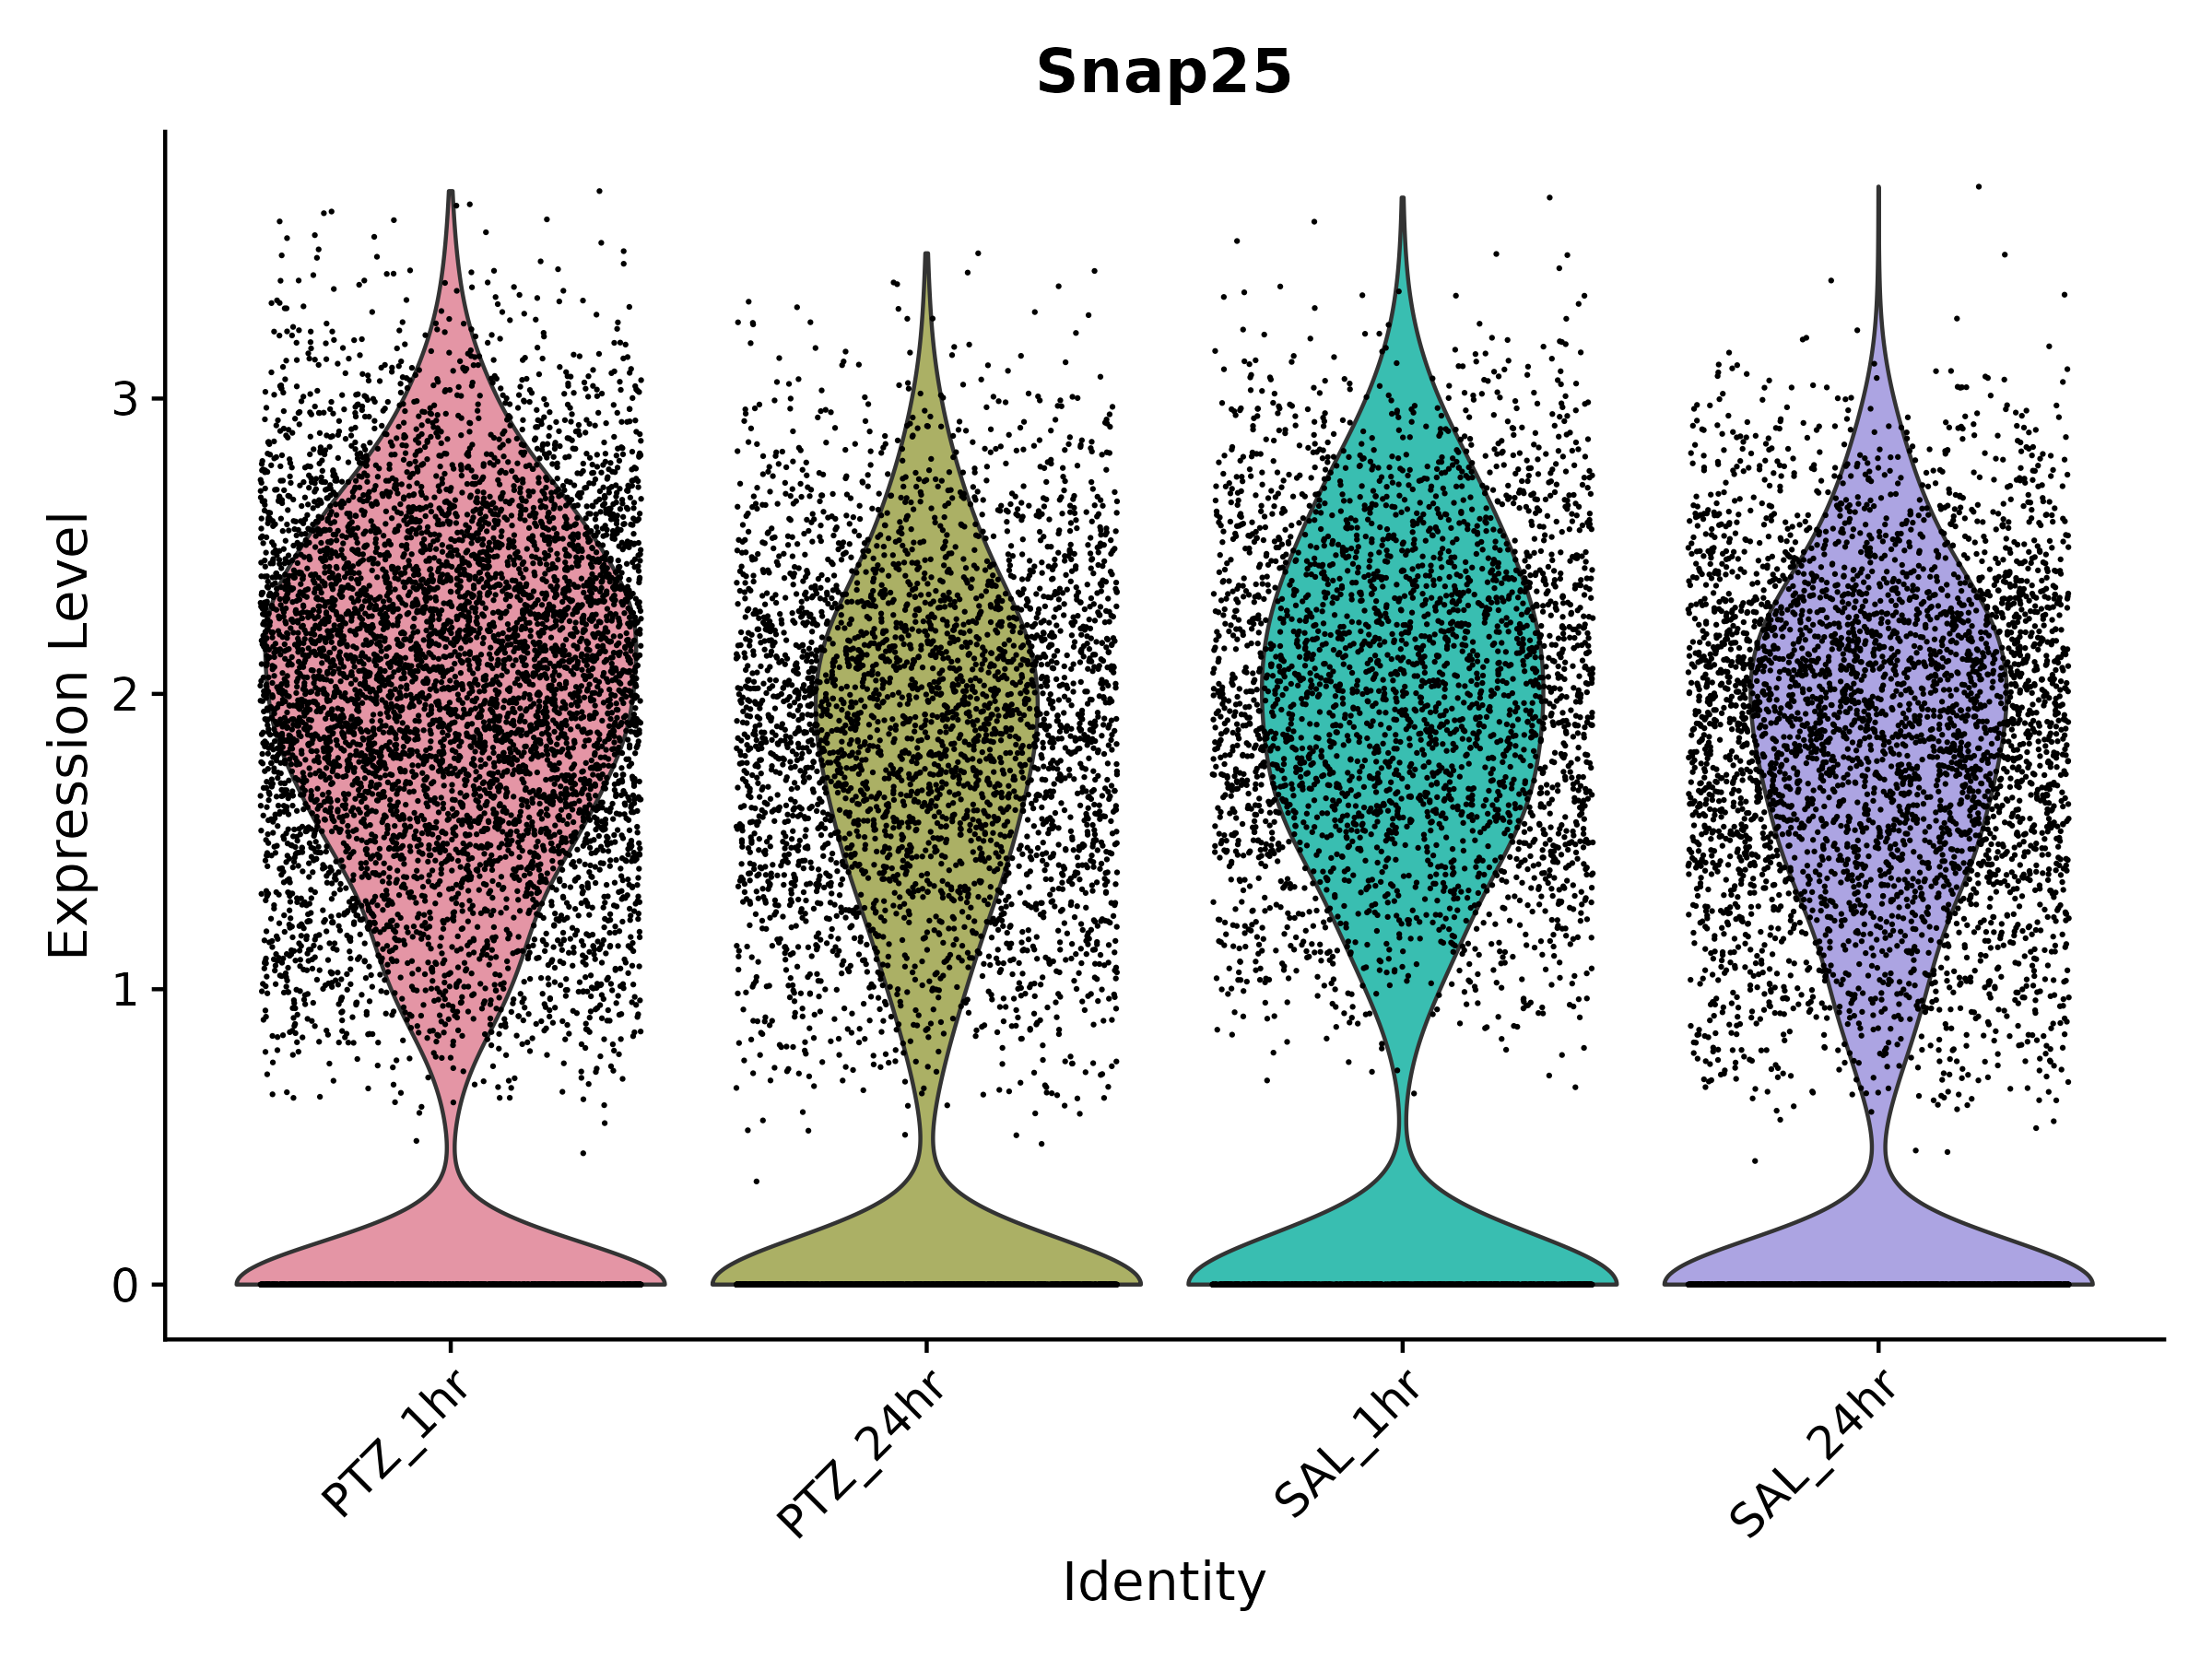 Snap25
Expression Level
3
2
1
0
PTZ_1hr
PTZ_24hr
SAL_1hr
SAL_24hr
Identity